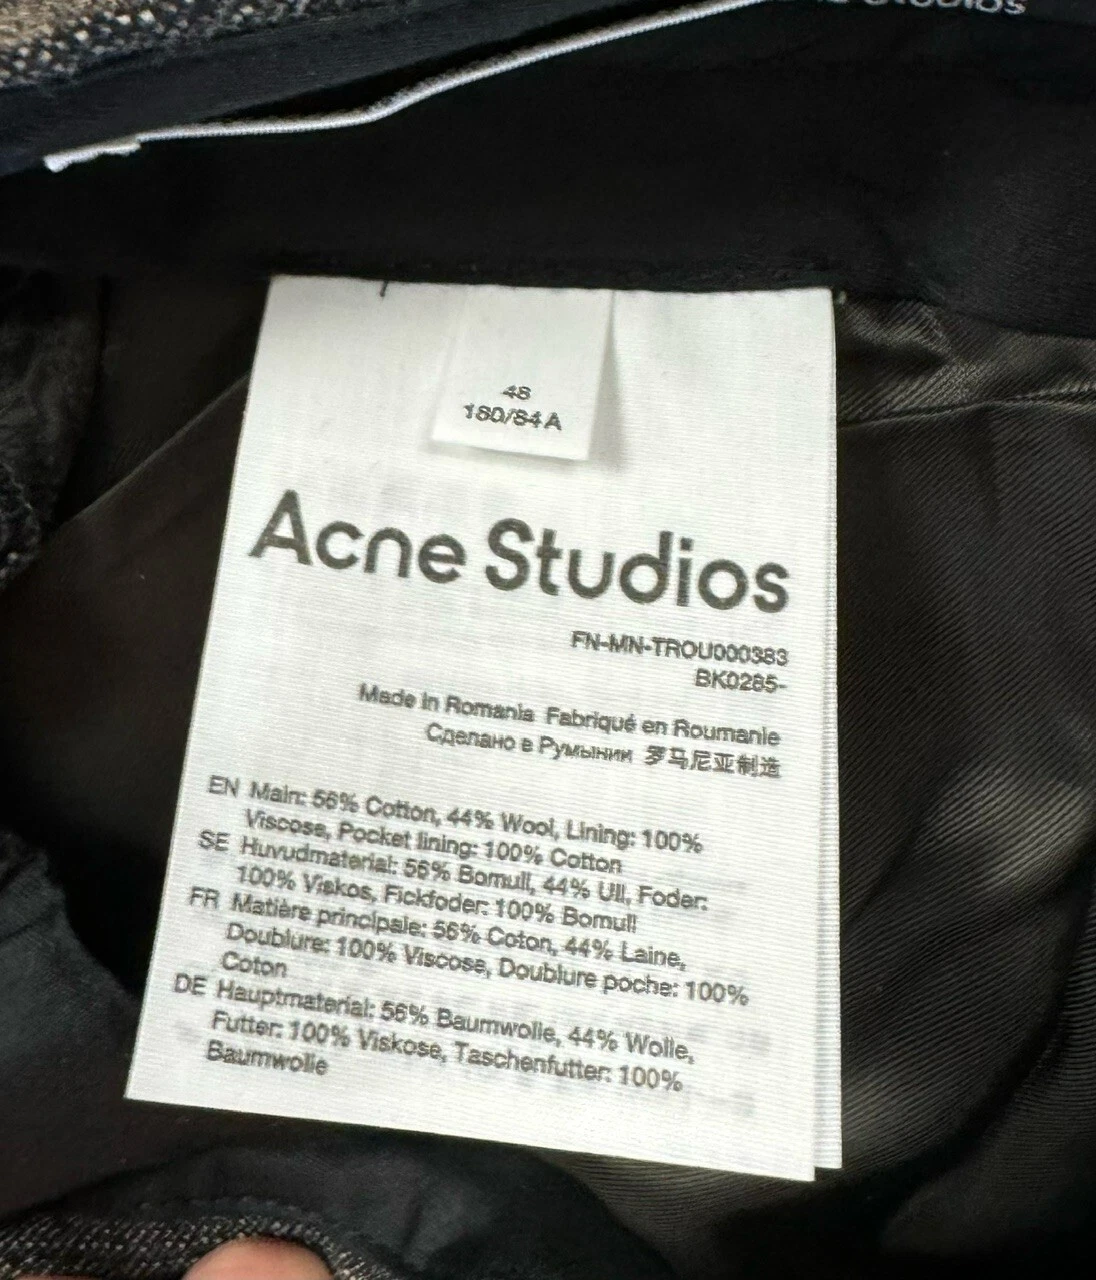 Studios
48
180/84A
Acne Studios
FN-MN-TROU000383
BK0285-
Made in Romania Fabriqué en Roumanie
Сделано в Румынии 罗马尼亚制造
EN Main: 56% Cotton, 44% Wool, Lining: 100%
Viscose, Pocket lining: 100% Cotton
SE Huvudmaterial: 56% Bomull, 44% Ull, Foder:
100% Viskos, Fickfoder: 100% Bomull
FR Matière principale: 56% Coton, 44% Laine,
Doublure: 100% Viscose, Doublure poche: 100%
Coton
DE Hauptmaterial: 56% Baumwolle, 44% Wolle,
Futter: 100% Viskose, Taschenfutter: 100%
Baumwolle